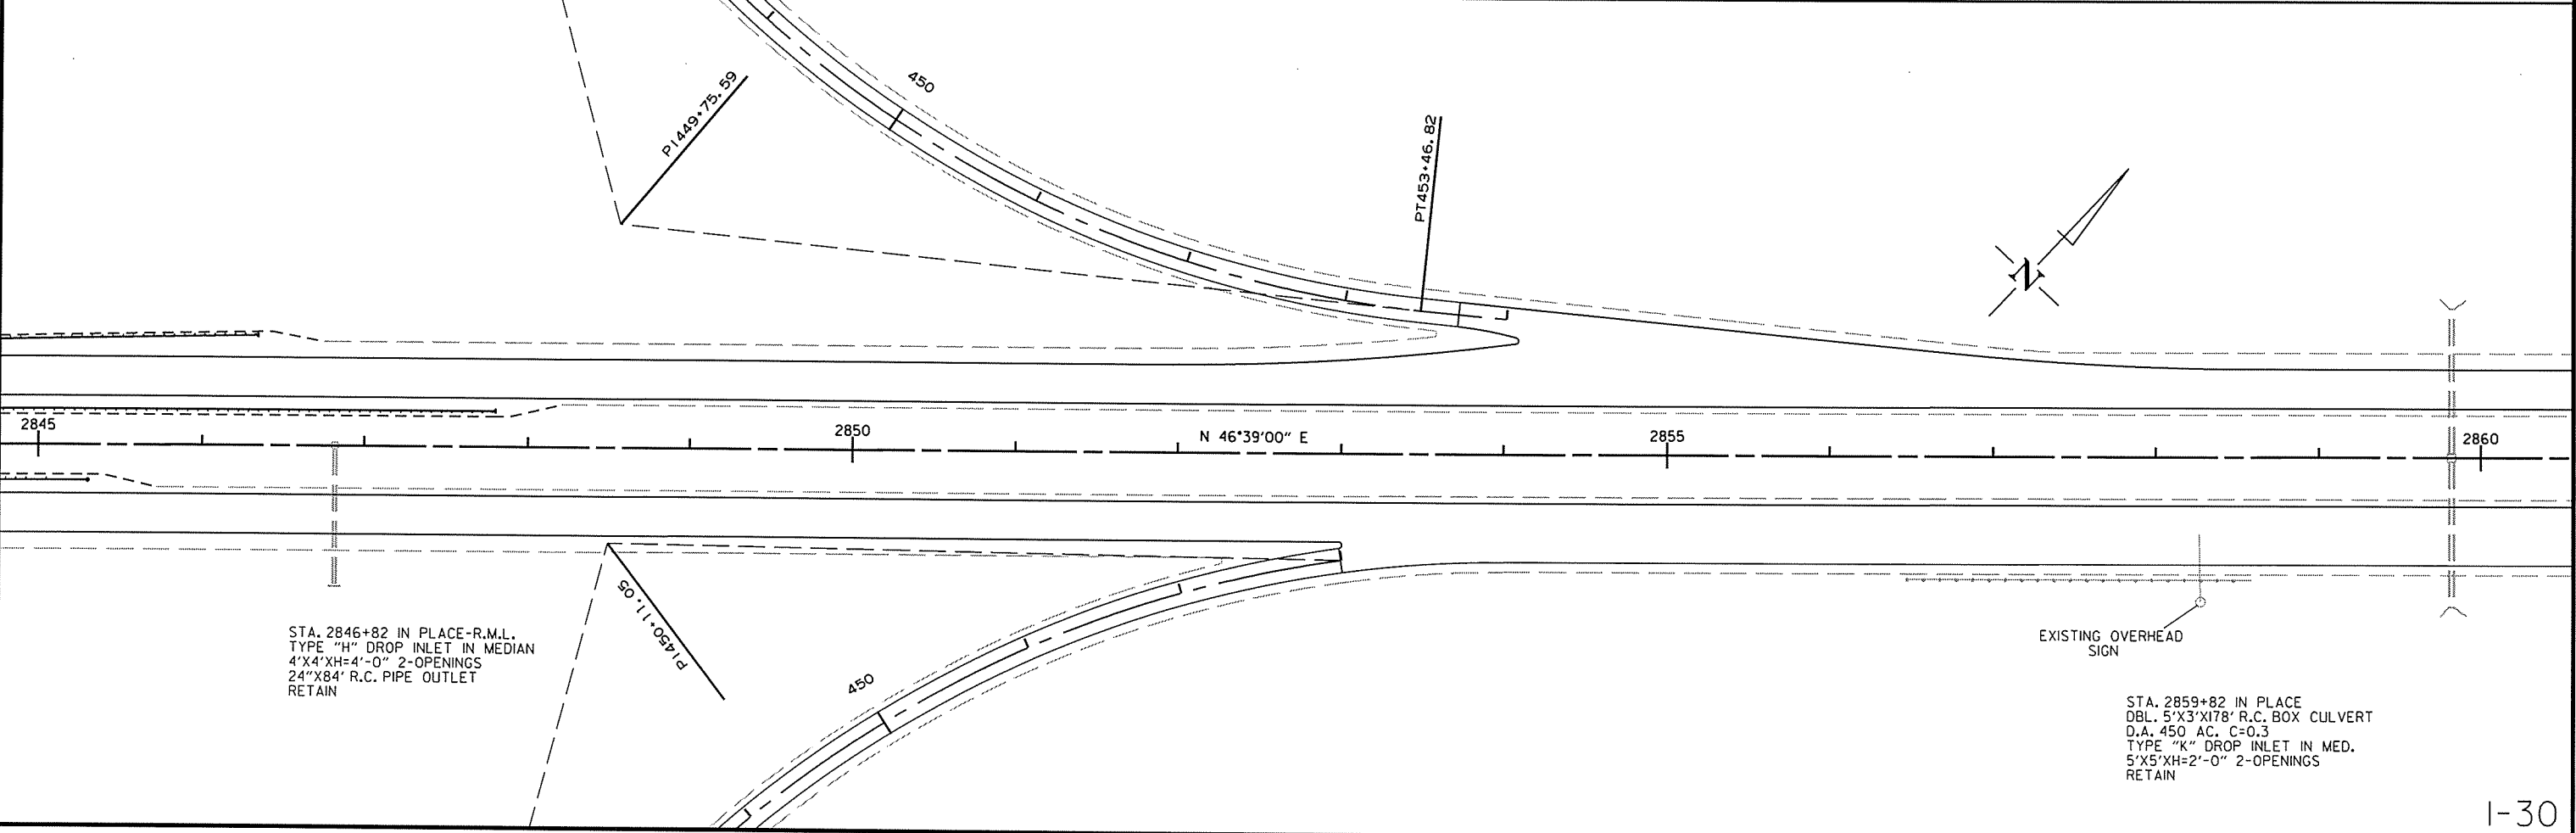 450
PI449+75.59
PT453+46.82
N
2845
2850
N 46°39'00" E
2855
2860
PI450+11.05
450
STA. 2846+82 IN PLACE-R.M.L.
TYPE "H" DROP INLET IN MEDIAN
4'X4'XH=4'-0" 2-OPENINGS
24"X84' R.C. PIPE OUTLET
RETAIN
EXISTING OVERHEAD
SIGN
STA. 2859+82 IN PLACE
DBL. 5'X3'X178' R.C. BOX CULVERT
D.A. 450 AC. C=0.3
TYPE "K" DROP INLET IN MED.
5'X5'XH=2'-0" 2-OPENINGS
RETAIN
I-30